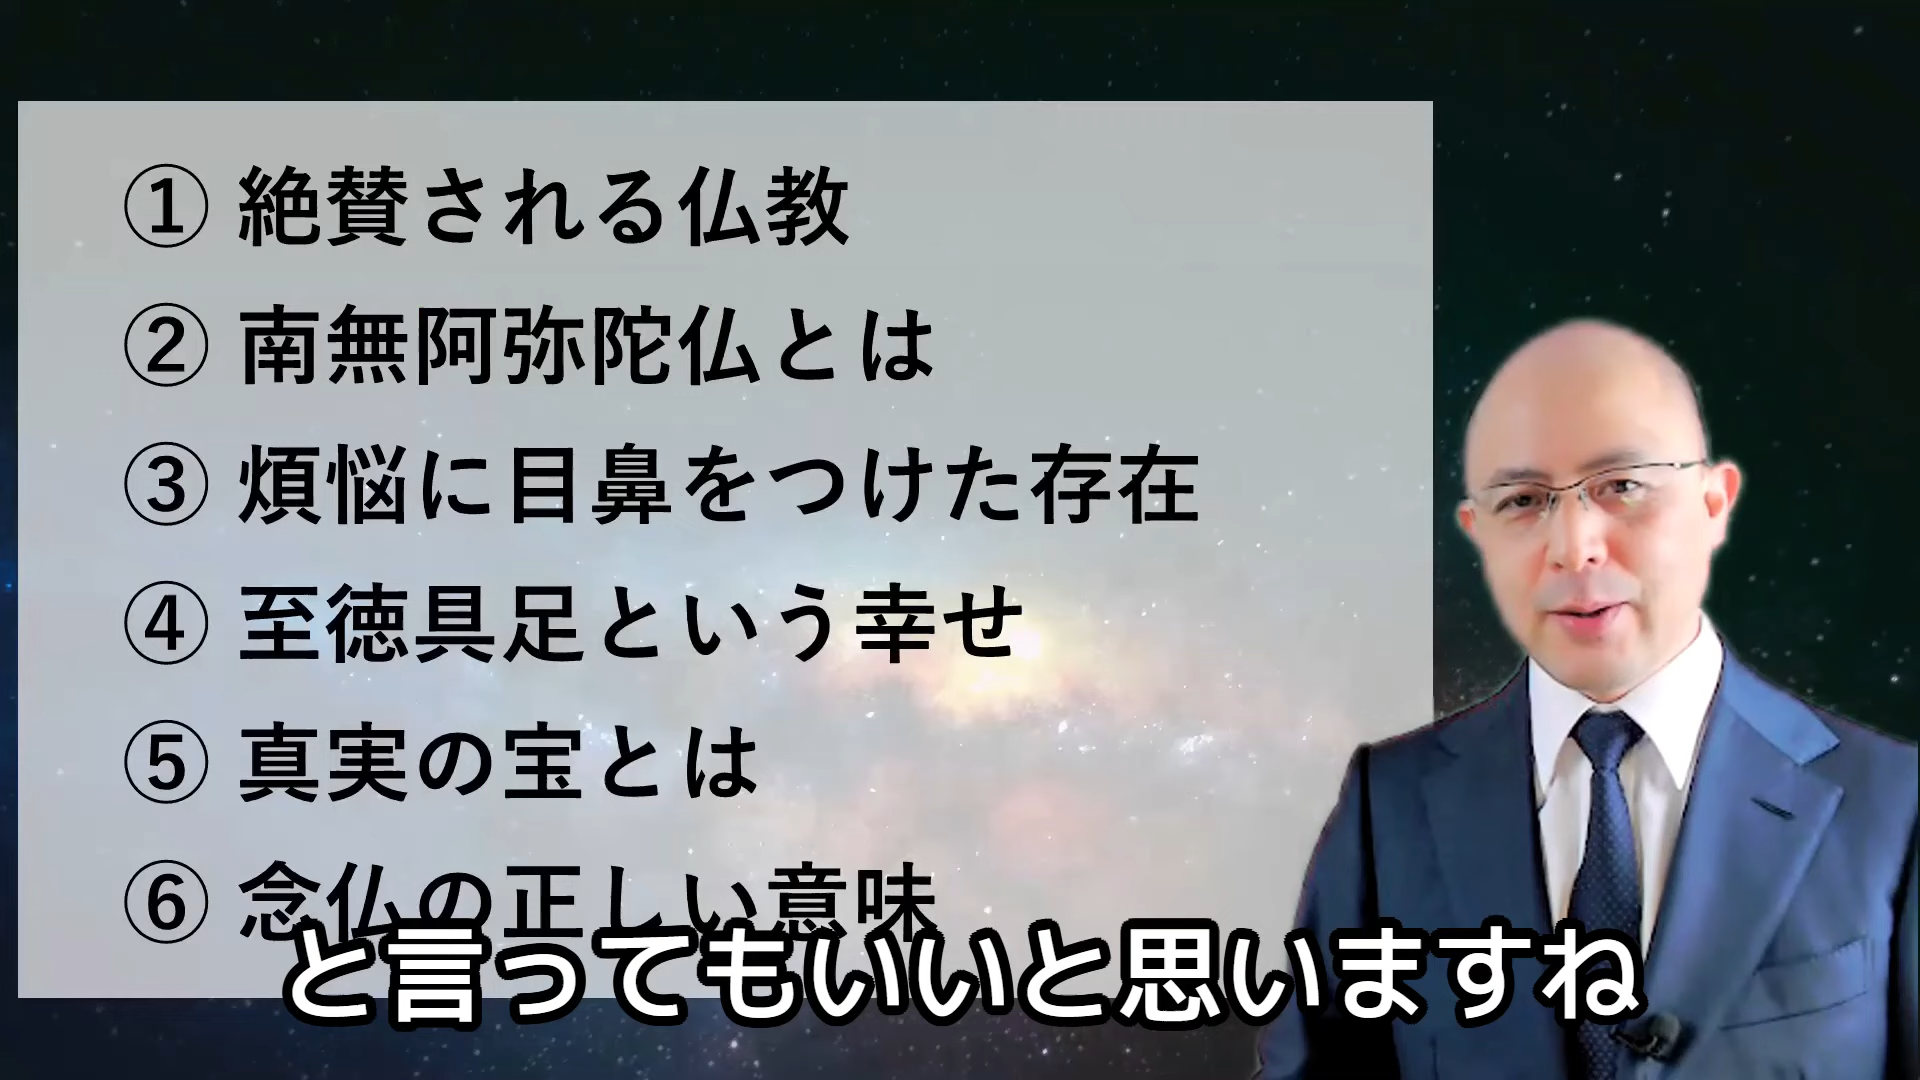 ① 絶賛される仏教
② 南無阿弥陀仏とは
③ 煩悩に目鼻をつけた存在
④ 至徳具足という幸せ
⑤ 真実の宝とは
⑥ 念仏の正しい意味
と言ってもいいと思いますね